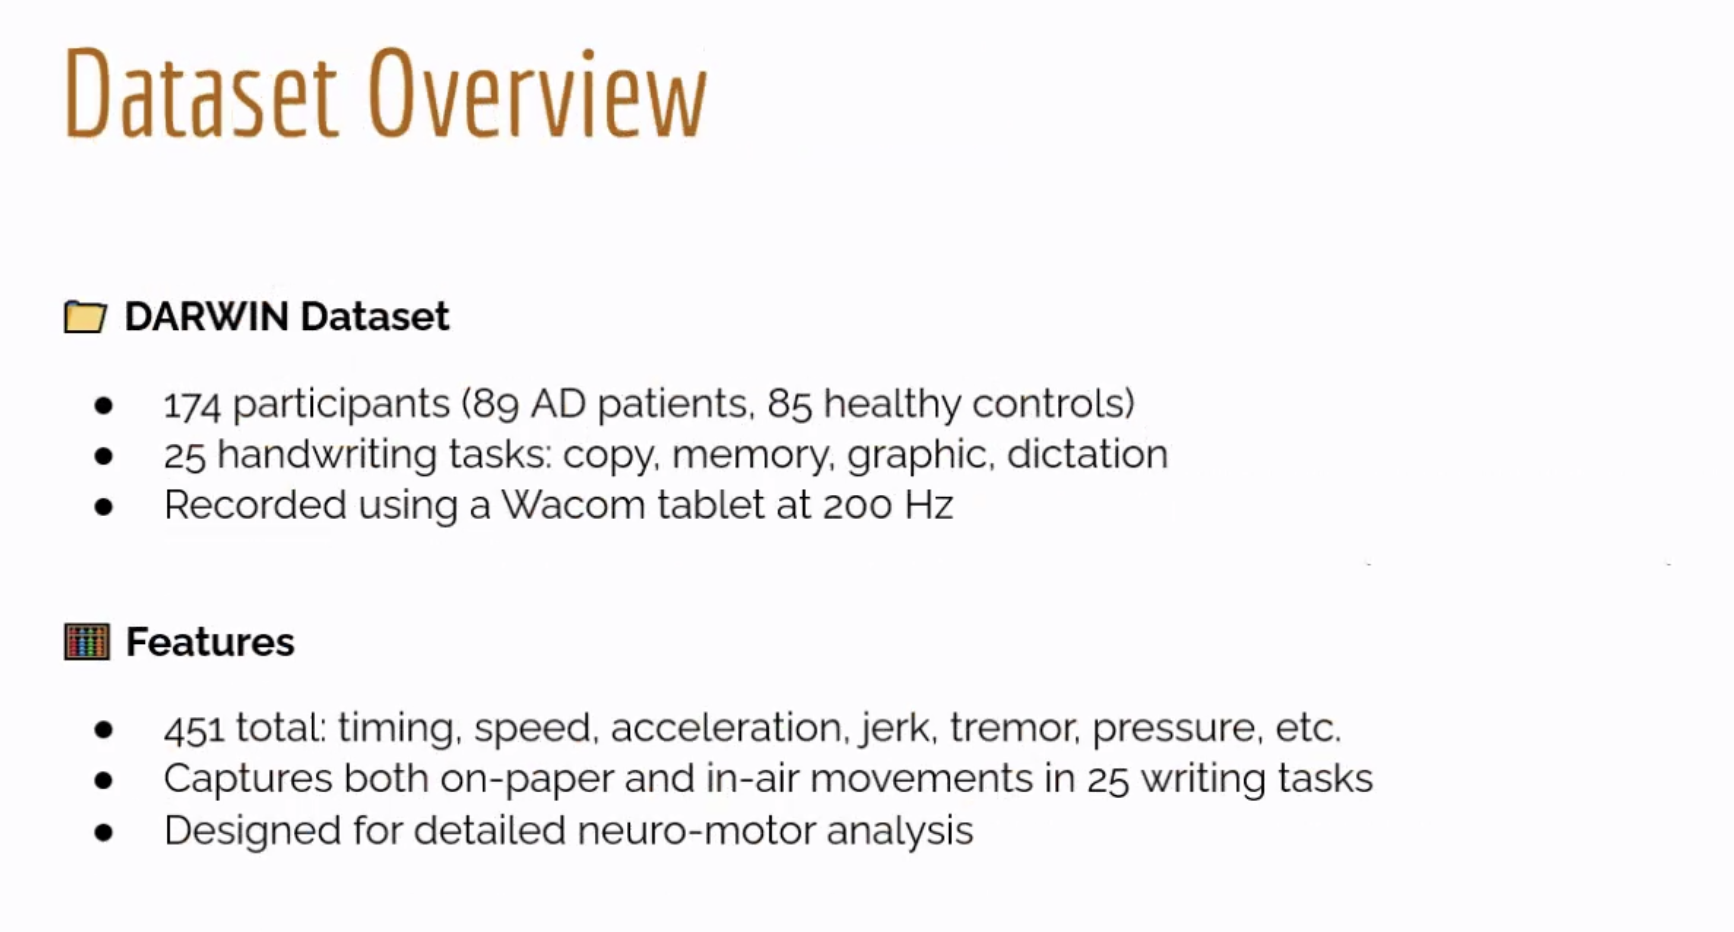 Dataset Overview
DARWIN Dataset
● 174 participants (89 AD patients, 85 healthy controls)
● 25 handwriting tasks: copy, memory, graphic, dictation
● Recorded using a Wacom tablet at 200 Hz
Features
● 451 total: timing, speed, acceleration, jerk, tremor, pressure, etc.
● Captures both on-paper and in-air movements in 25 writing tasks
● Designed for detailed neuro-motor analysis